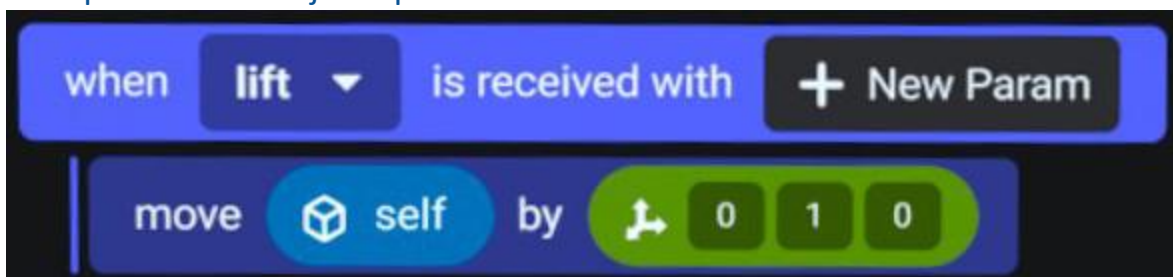 when lift is received with + New Param
move self by 0 1 0